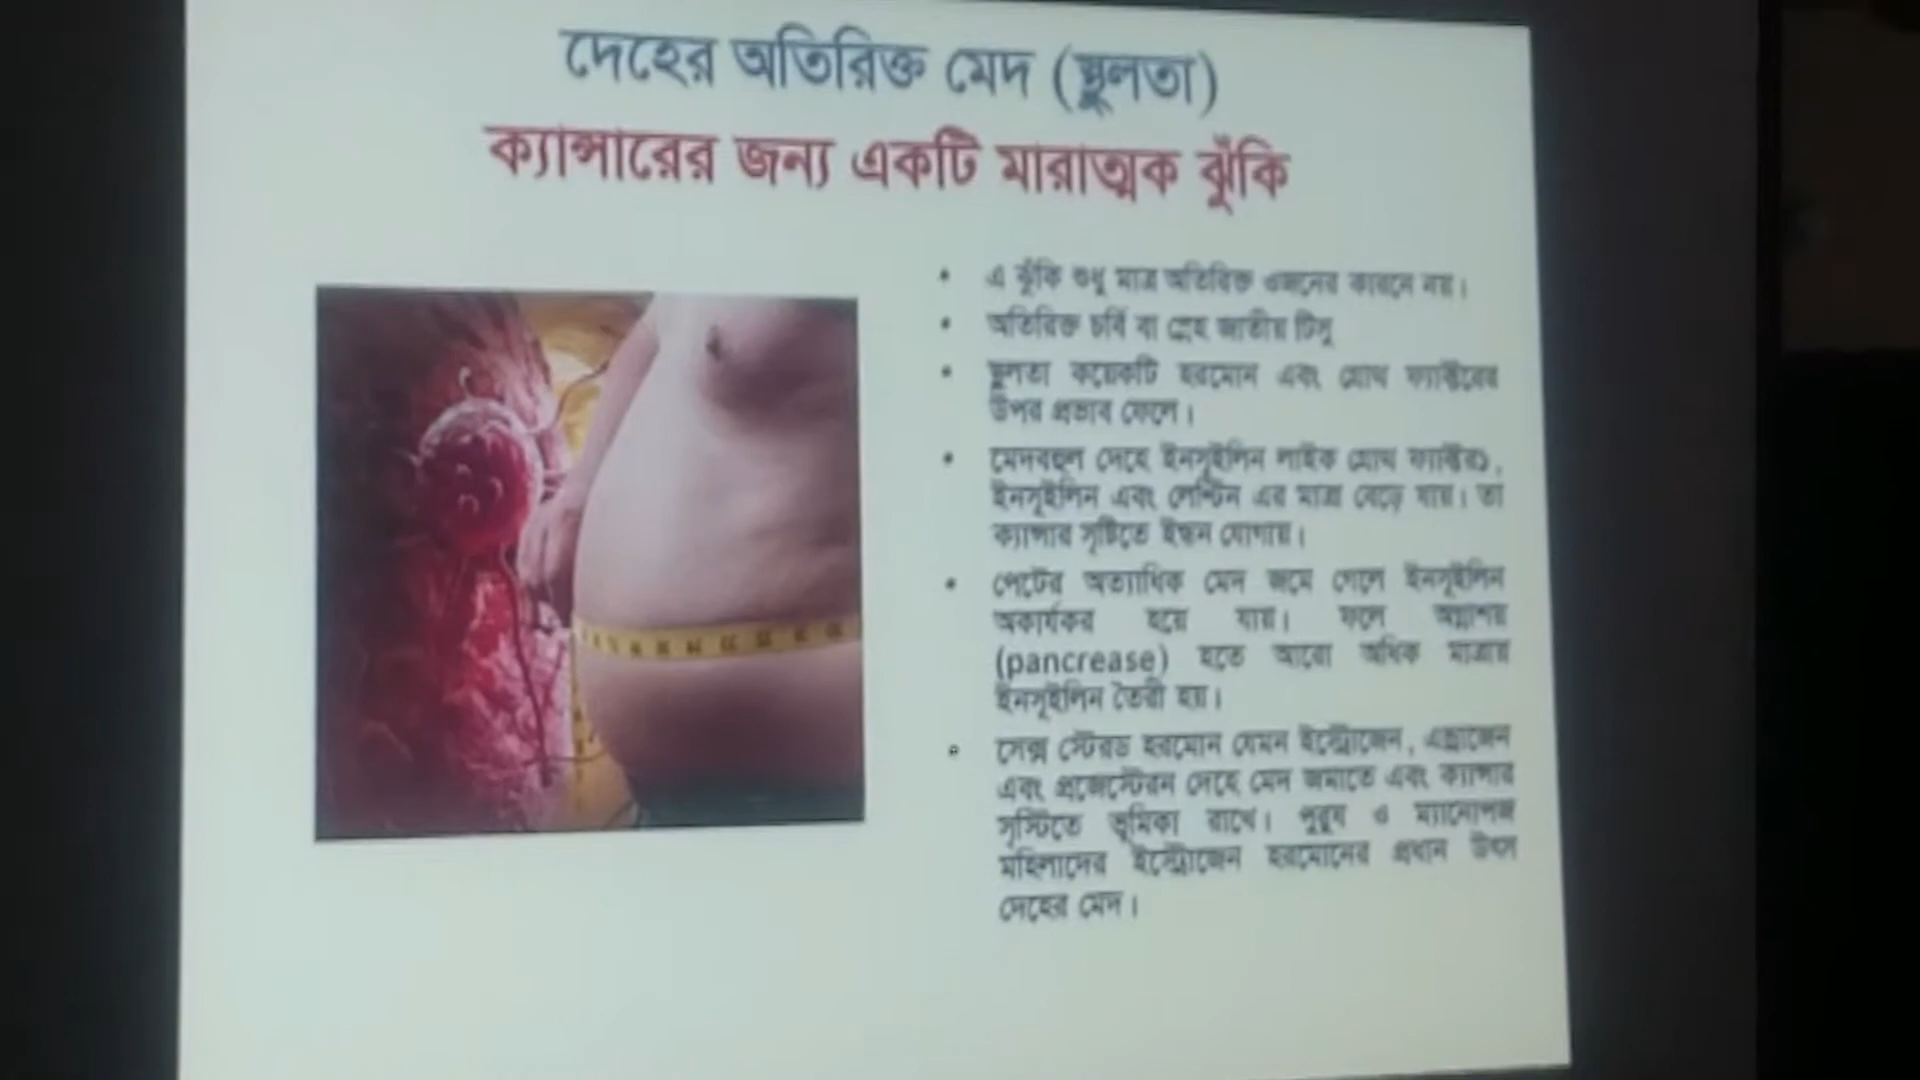 দেহের অতিরিক্ত মেদ (স্থুলতা)
ক্যান্সারের জন্য একটি মারাত্মক ঝুঁকি
• এ ঝুঁকি শুধু মাত্র অতিরিক্ত ওজনের কারনে নয়।
• অতিরিক্ত চর্বি বা স্নেহ জাতীয় টিসু
• স্থুলতা কয়েকটি হরমোন এবং গ্রোথ ফ্যাক্টরের
উপর প্রভাব ফেলে।
• মেদবহুল দেহে ইনসুইলিন লাইক গ্রোথ ফ্যাক্টর১,
ইনসুইলিন এবং লেপ্টিন এর মাত্রা বেড়ে যায়। তা
ক্যান্সার সৃষ্টিতে ইন্ধন যোগায়।
• পেটের অত্যাধিক মেদ জমে গেলে ইনসুইলিন
অকার্যকর হয়ে যায়। ফলে অগ্নাশয়
(pancrease) হতে আরো অধিক মাত্রায়
ইনসুইলিন তৈরী হয়।
• সেক্স স্টেরড হরমোন যেমন ইস্ট্রোজেন, এন্ড্রোজেন
এবং প্রজেস্টেরন দেহে মেদ জমাতে এবং ক্যান্সার
সৃস্টিতে ভূমিকা রাখে। পুরুষ ও ম্যানোপজ
মহিলাদের ইস্ট্রোজেন হরমোনের প্রধান উৎস
দেহের মেদ।